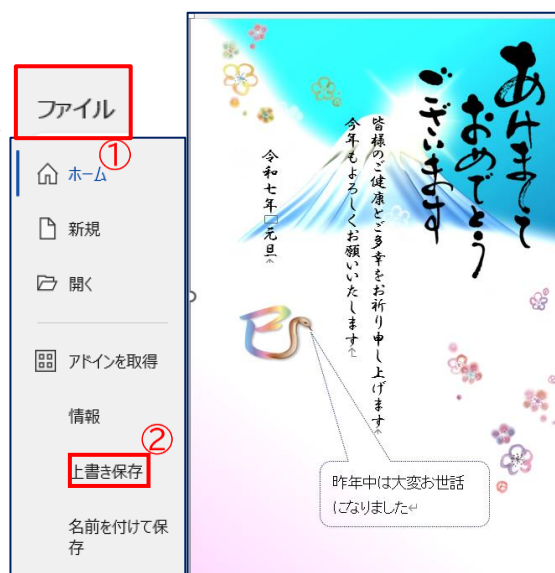 ファイル
①
ホーム
新規
開く
アドインを取得
情報
②
上書き保存
名前を付けて保
存
あけまして
おめでとう
ございます
皆様のご健康とご多幸をお祈り申し上げます
今年もよろしくお願いいたします
令和七年 元旦
巳
昨年中は大変お世話
になりました